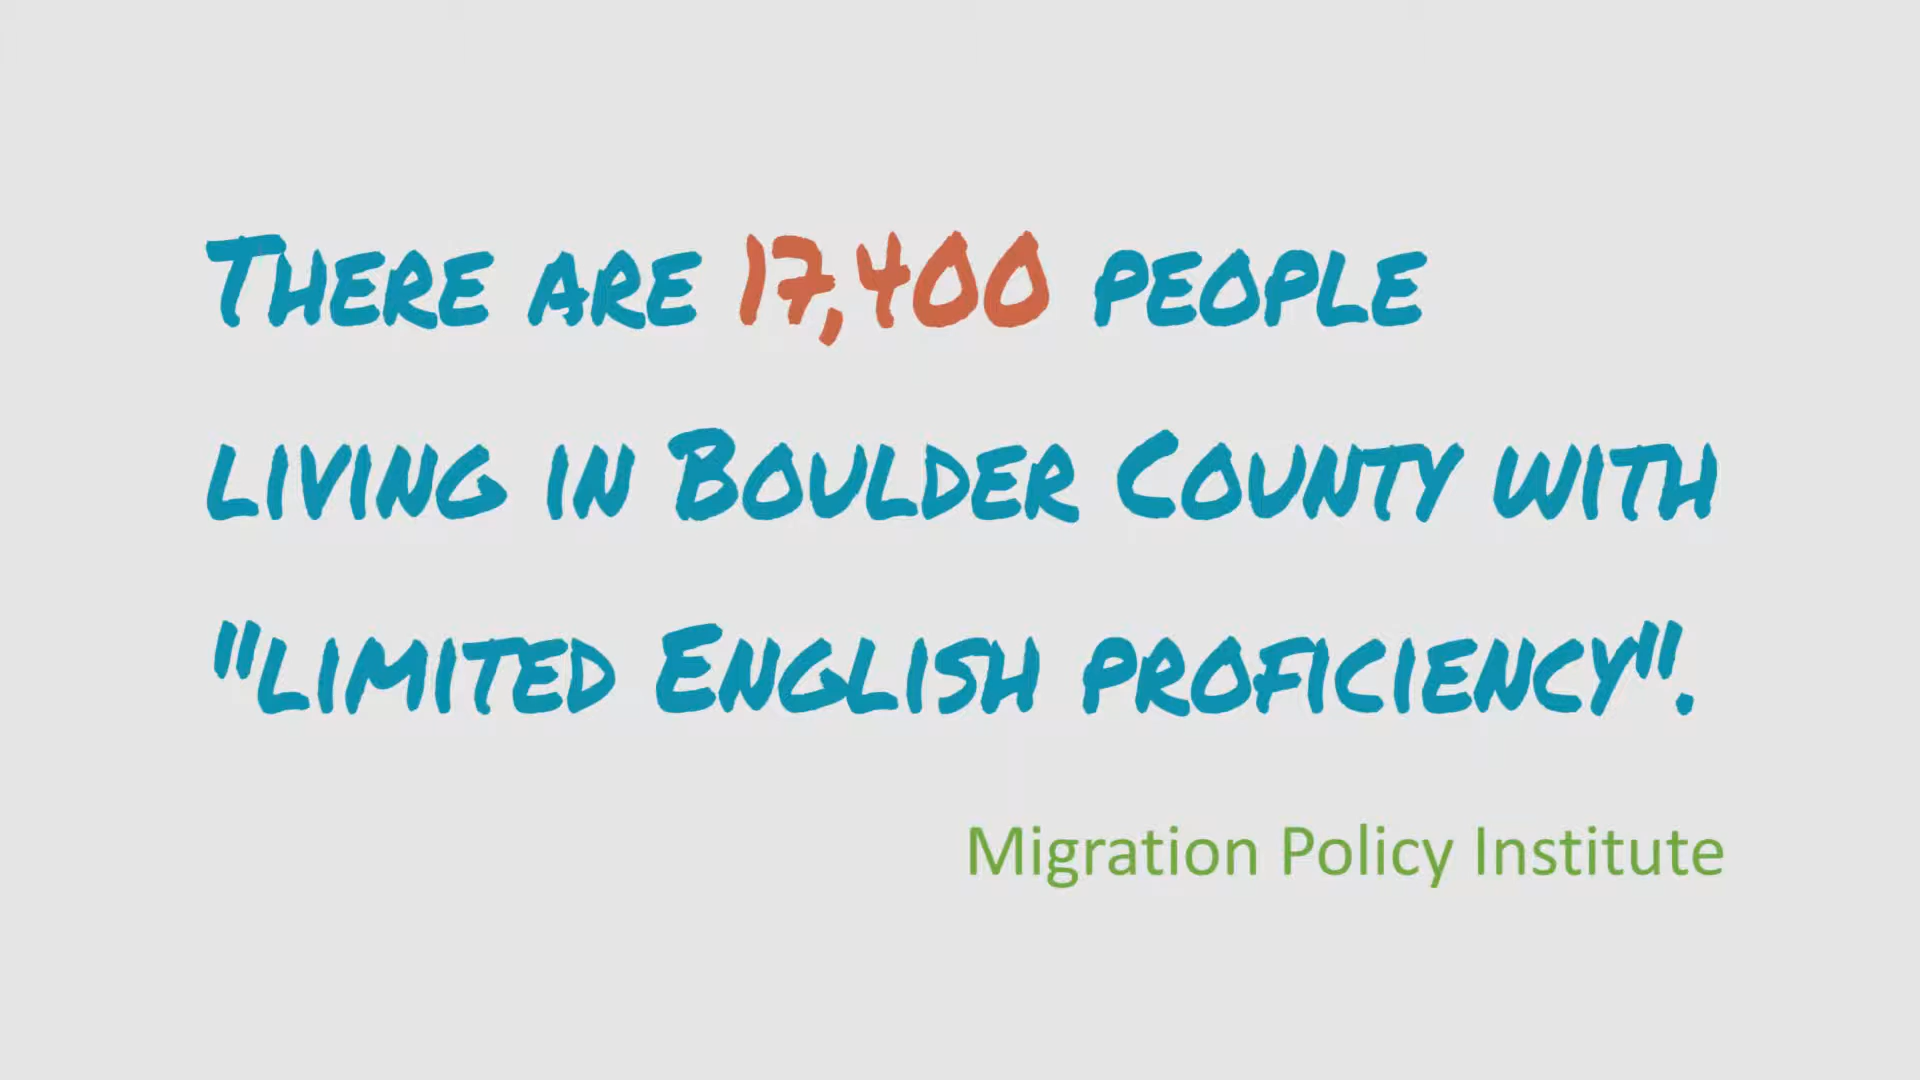 There are 17,400 people
living in Boulder County with
"limited English proficiency".
Migration Policy Institute